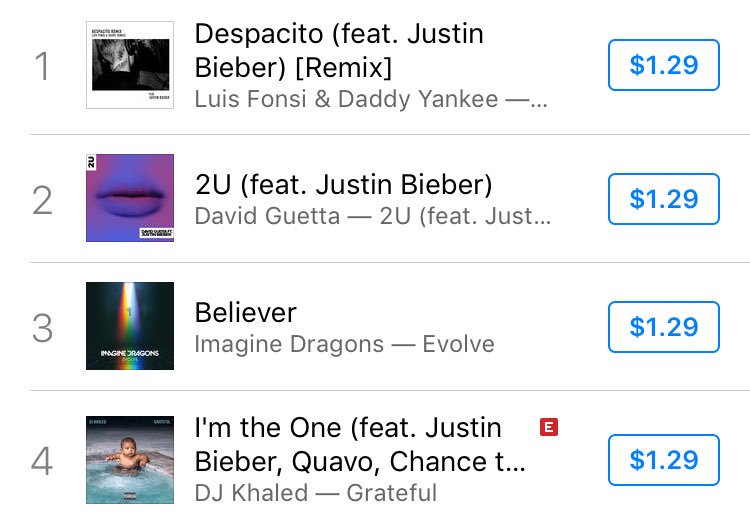 1
DESPACITO REMIX
LUIS FONSI & DADDY YANKEE
FEAT.
JUSTIN BIEBER
Despacito (feat. Justin
Bieber) [Remix]
Luis Fonsi & Daddy Yankee —...
$1.29
2
2U
DAVID GUETTA FT
JUSTIN BIEBER
2U (feat. Justin Bieber)
David Guetta — 2U (feat. Just...
$1.29
3
IMAGINE DRAGONS
EVOLVE
Believer
Imagine Dragons — Evolve
$1.29
4
DJ KHALED
GRATEFUL
I'm the One (feat. Justin
E
Bieber, Quavo, Chance t...
DJ Khaled — Grateful
$1.29